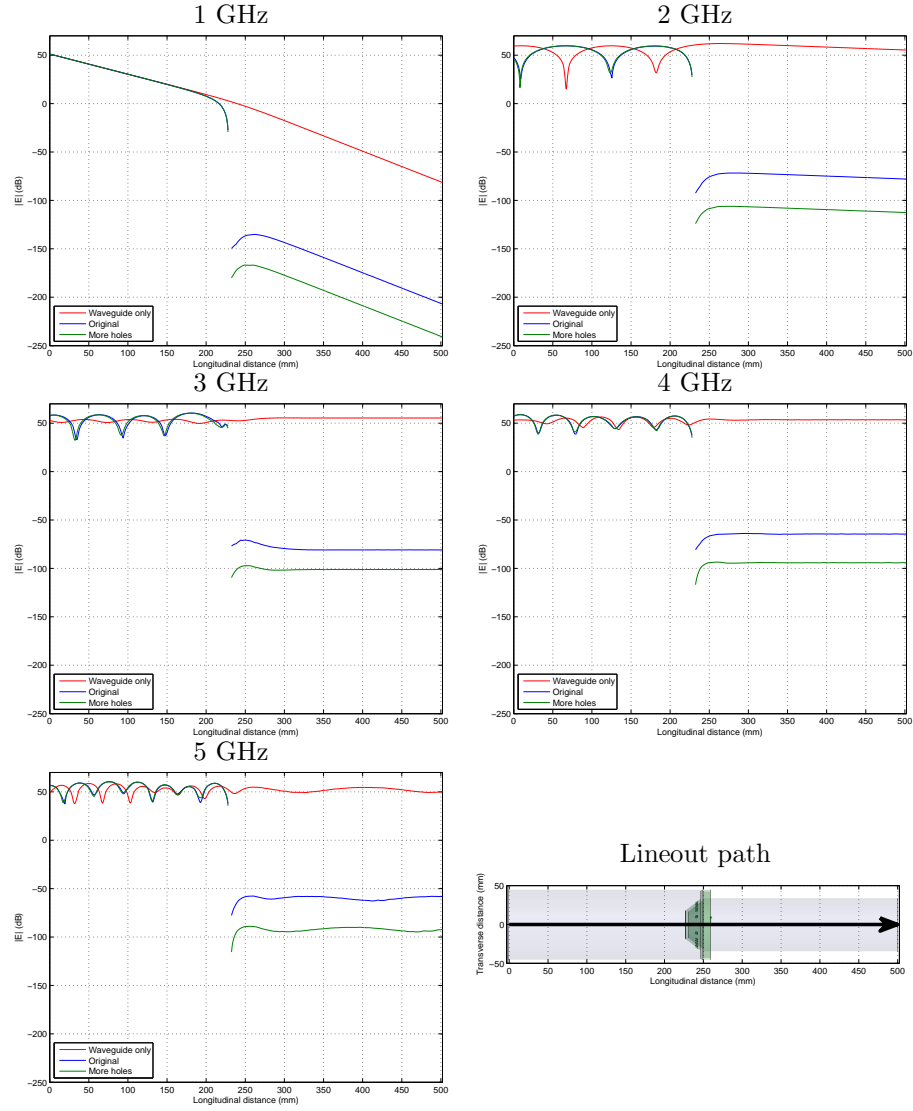 1 GHz
2 GHz
50
0
−50
−100
−150
−200
−250
|E| (dB)
Waveguide only
Original
More holes
0 50 100 150 200 250 300 350 400 450 500
Longitudinal distance (mm)
50
0
−50
−100
−150
−200
−250
|E| (dB)
Waveguide only
Original
More holes
0 50 100 150 200 250 300 350 400 450 500
Longitudinal distance (mm)
3 GHz
4 GHz
50
0
−50
−100
−150
−200
−250
|E| (dB)
Waveguide only
Original
More holes
0 50 100 150 200 250 300 350 400 450 500
Longitudinal distance (mm)
50
0
−50
−100
−150
−200
−250
|E| (dB)
Waveguide only
Original
More holes
0 50 100 150 200 250 300 350 400 450 500
Longitudinal distance (mm)
5 GHz
50
0
−50
−100
−150
−200
−250
|E| (dB)
Waveguide only
Original
More holes
0 50 100 150 200 250 300 350 400 450 500
Longitudinal distance (mm)
Lineout path
50
0
−50
Transverse distance (mm)
0 50 100 150 200 250 300 350 400 450 500
Longitudinal distance (mm)